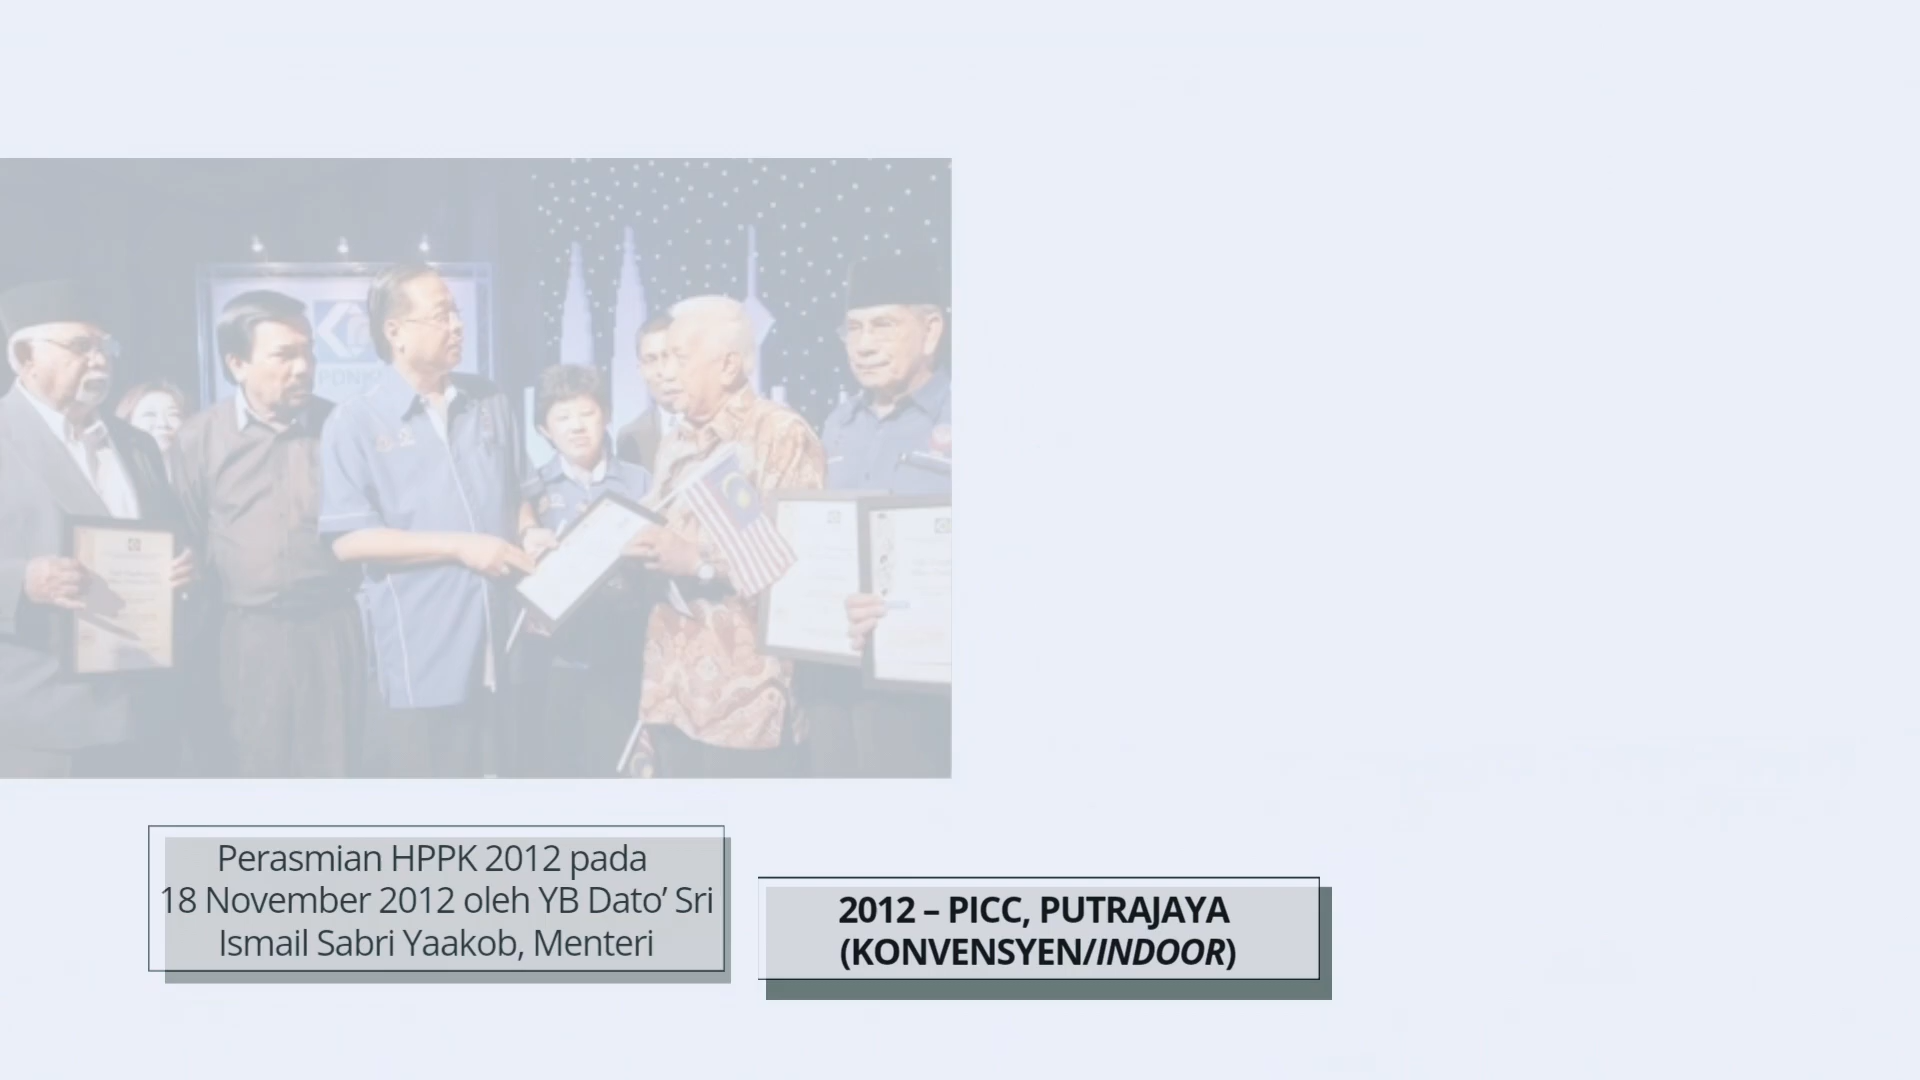 PDNK
Perasmian HPPK 2012 pada
18 November 2012 oleh YB Dato’ Sri
Ismail Sabri Yaakob, Menteri
2012 – PICC, PUTRAJAYA
(KONVENSYEN/INDOOR)